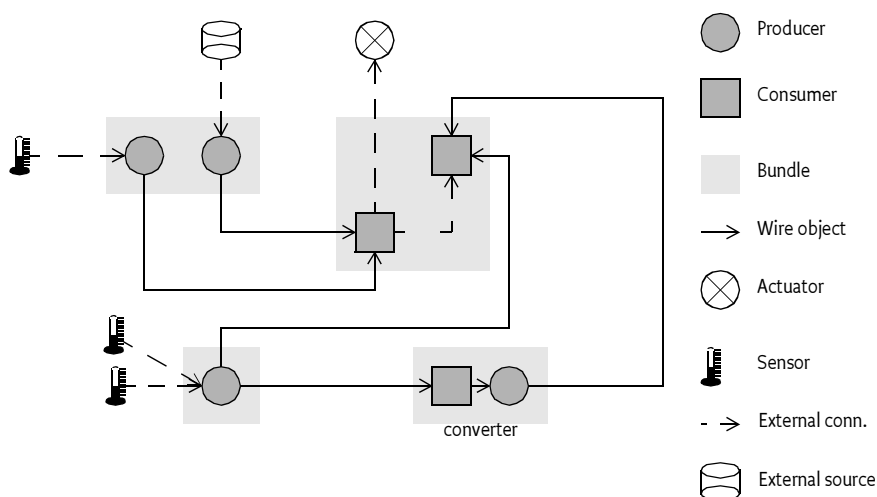 Producer
Consumer
Bundle
Wire object
Actuator
Sensor
External conn.
External source
converter